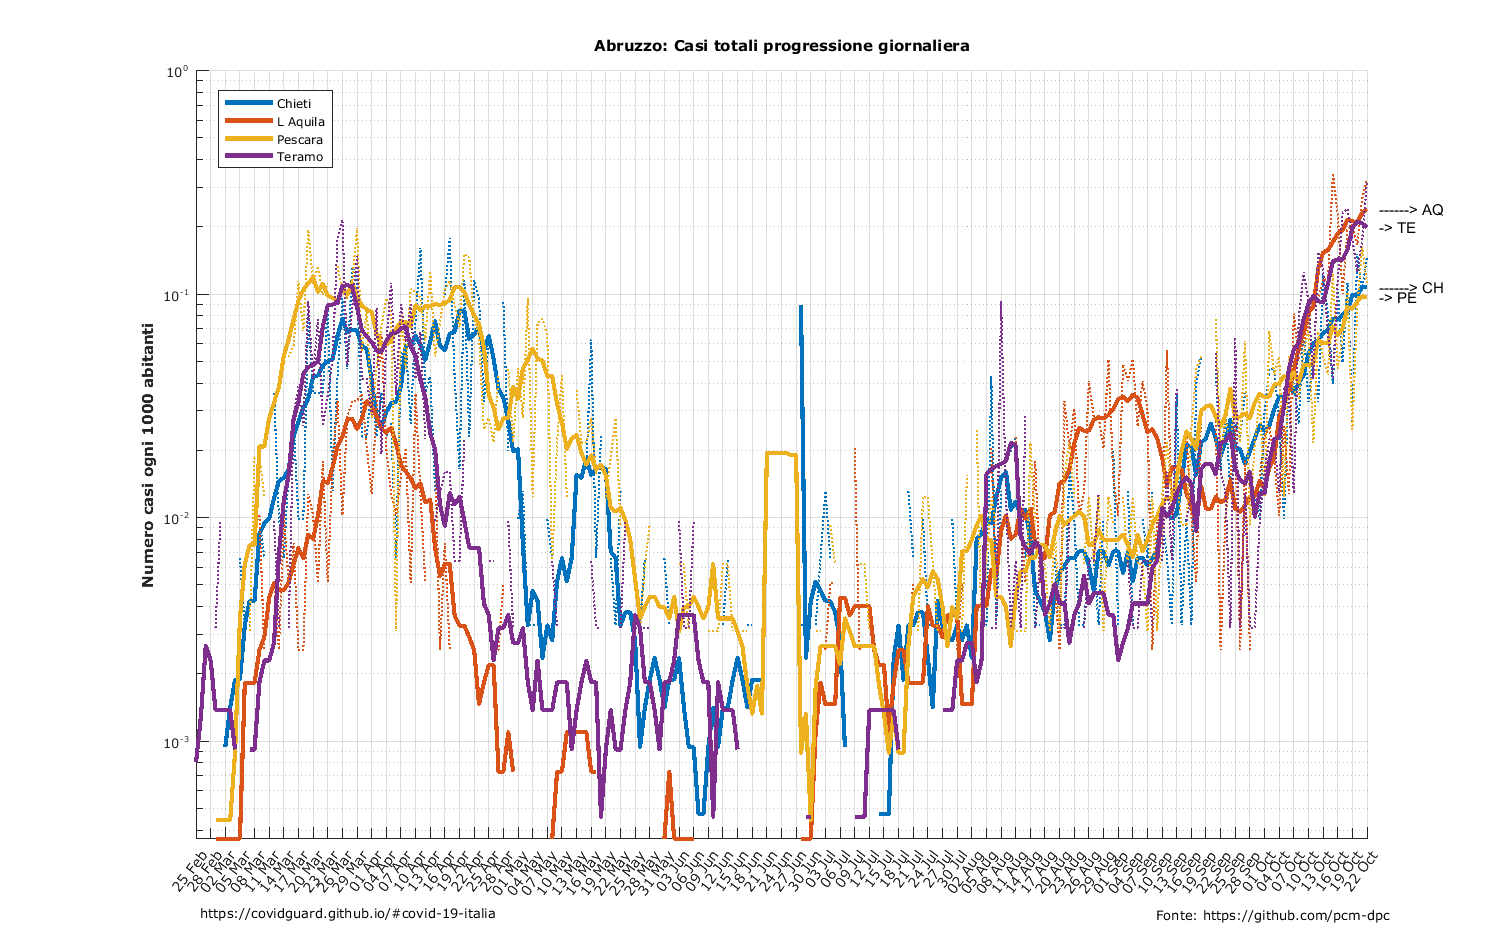 Abruzzo: Casi totali progressione giornaliera
Numero casi ogni 1000 abitanti
10⁰
10⁻¹
10⁻²
10⁻³
Chieti
L Aquila
Pescara
Teramo
------> AQ
-> TE
------> CH
-> PE
25 Feb
28 Feb
02 Mar
05 Mar
08 Mar
11 Mar
14 Mar
17 Mar
20 Mar
23 Mar
26 Mar
29 Mar
01 Apr
04 Apr
07 Apr
10 Apr
13 Apr
16 Apr
19 Apr
22 Apr
25 Apr
28 Apr
01 May
04 May
07 May
10 May
13 May
16 May
19 May
22 May
25 May
28 May
31 May
03 Jun
06 Jun
09 Jun
12 Jun
15 Jun
18 Jun
21 Jun
24 Jun
27 Jun
30 Jun
03 Jul
06 Jul
09 Jul
12 Jul
15 Jul
18 Jul
21 Jul
24 Jul
27 Jul
30 Jul
02 Aug
05 Aug
08 Aug
11 Aug
14 Aug
17 Aug
20 Aug
23 Aug
26 Aug
29 Aug
01 Sep
04 Sep
07 Sep
10 Sep
13 Sep
16 Sep
19 Sep
22 Sep
25 Sep
28 Sep
01 Oct
04 Oct
07 Oct
10 Oct
13 Oct
16 Oct
19 Oct
22 Oct
https://covidguard.github.io/#covid-19-italia
Fonte: https://github.com/pcm-dpc